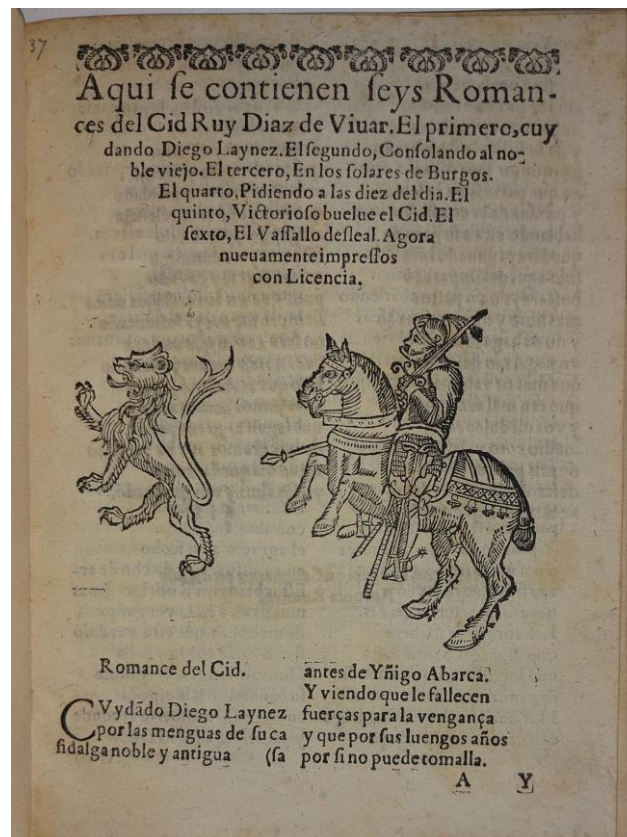 37
Aqui ſe contienen ſeys Roman-
ces del Cid Ruy Diaz de Viuar. El primero, cuy
dando Diego Laynez. El ſegundo, Conſolando al no-
ble viejo. El tercero, En los ſolares de Burgos.
El quarto, Pidiendo a las diez del dia. El
quinto, Victorioſo buelue el Cid. El
ſexto, El Vaſſallo deſleal. Agora
nueuamente impreſſos
con Licencia.
Romance del Cid.
CVydãdo Diego Laynez
por las menguas de ſu ca
fidalga noble y antigua (ſa
antes de Yñigo Abarca.
Y viendo que le fallecen
fuerças para la vengança
y que por ſus luengos años
por ſi no puede tomalla.
A Y